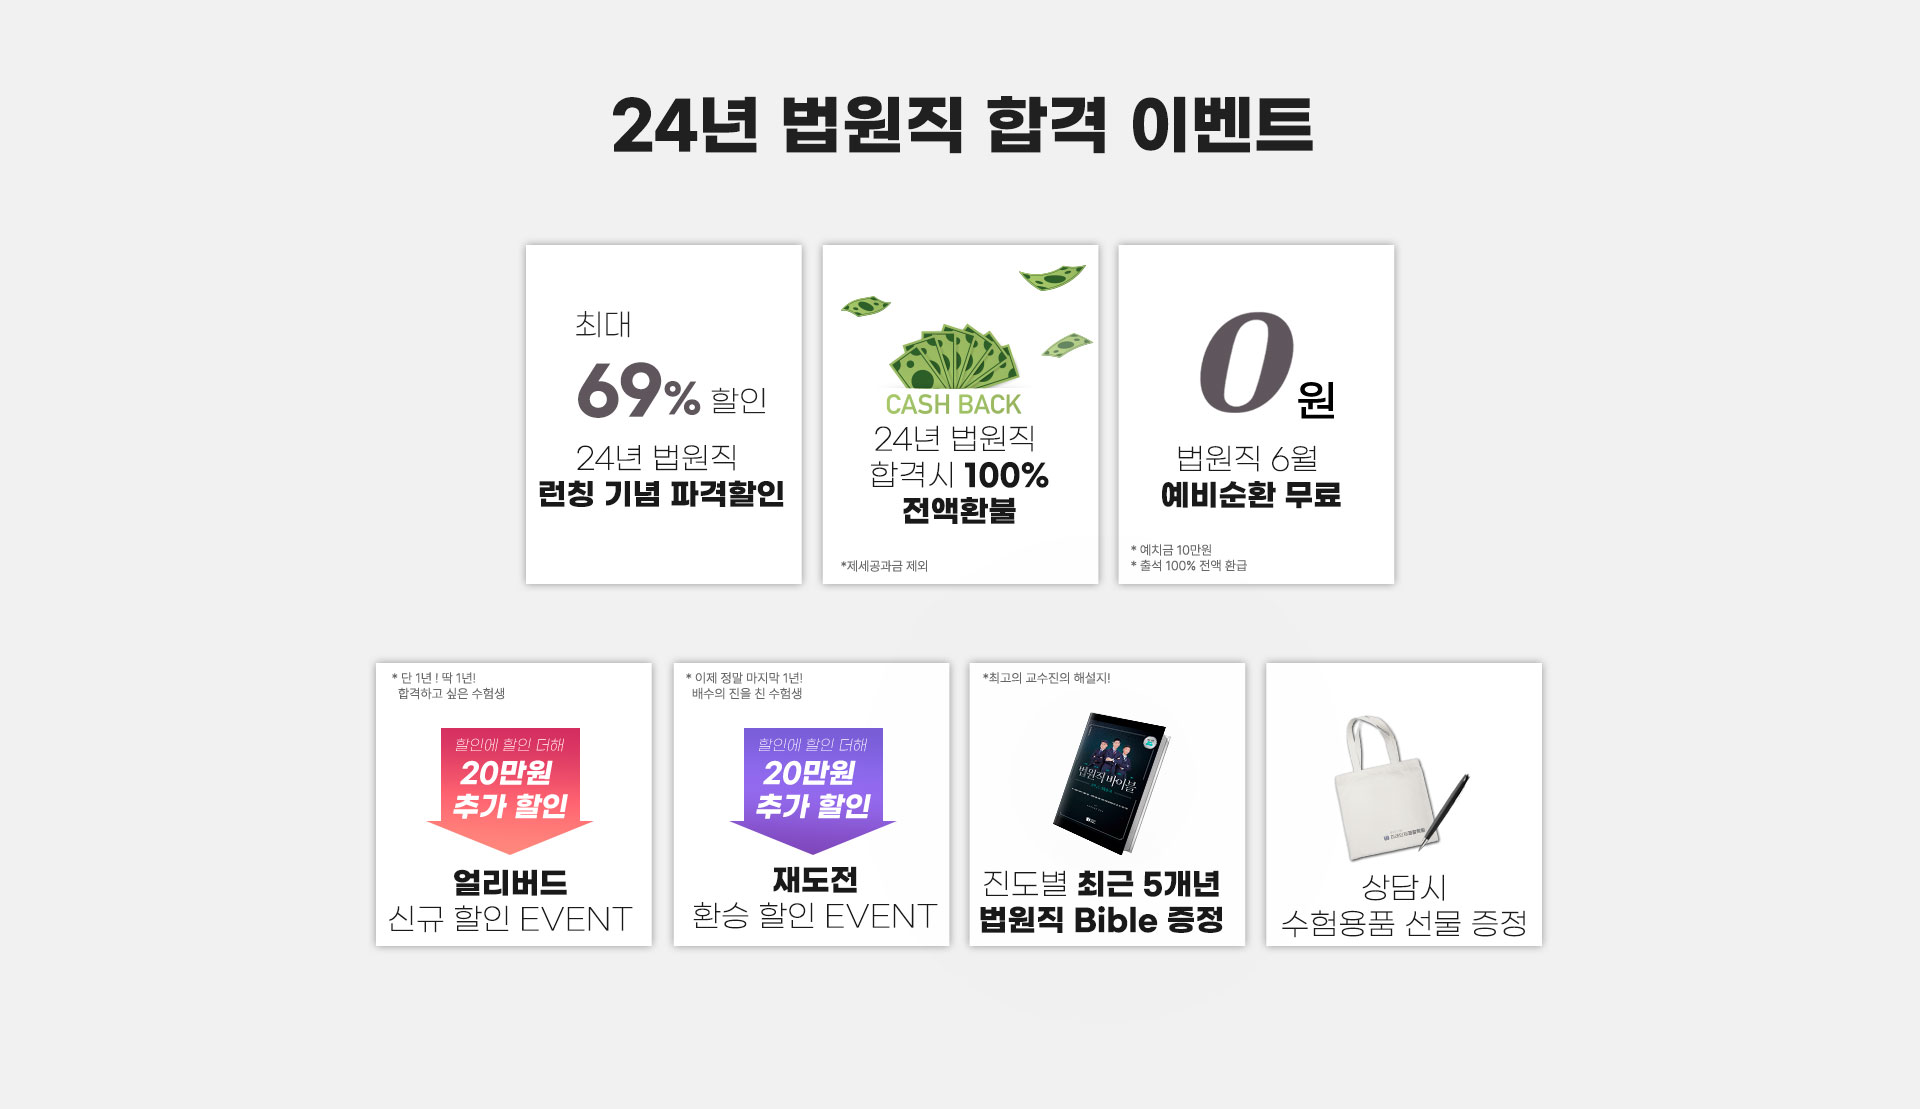 24년 법원직 합격 이벤트
최대
69% 할인
24년 법원직
런칭 기념 파격할인
CASH BACK
24년 법원직
합격시 100%
전액환불
*제세공과금 제외
0원
법원직 6월
예비순환 무료
* 예치금 10만원
* 출석 100% 전액 환급
* 단 1년 ! 딱 1년!
합격하고 싶은 수험생
할인에 할인 더해
20만원
추가 할인
얼리버드
신규 할인 EVENT
* 이제 정말 마지막 1년!
배수의 진을 친 수험생
할인에 할인 더해
20만원
추가 할인
재도전
환승 할인 EVENT
*최고의 교수진의 해설지!
법원직 바이블
진도별 최근 5개년
법원직 Bible 증정
상담시
수험용품 선물 증정